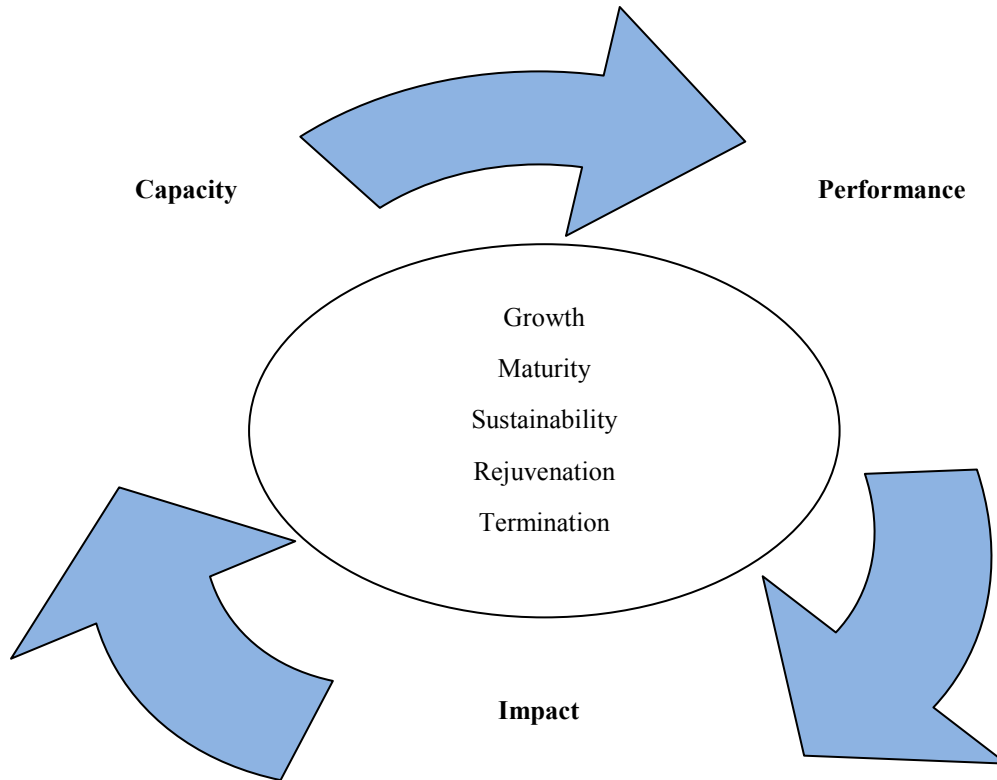 Capacity
Performance
Growth
Maturity
Sustainability
Rejuvenation
Termination
Impact